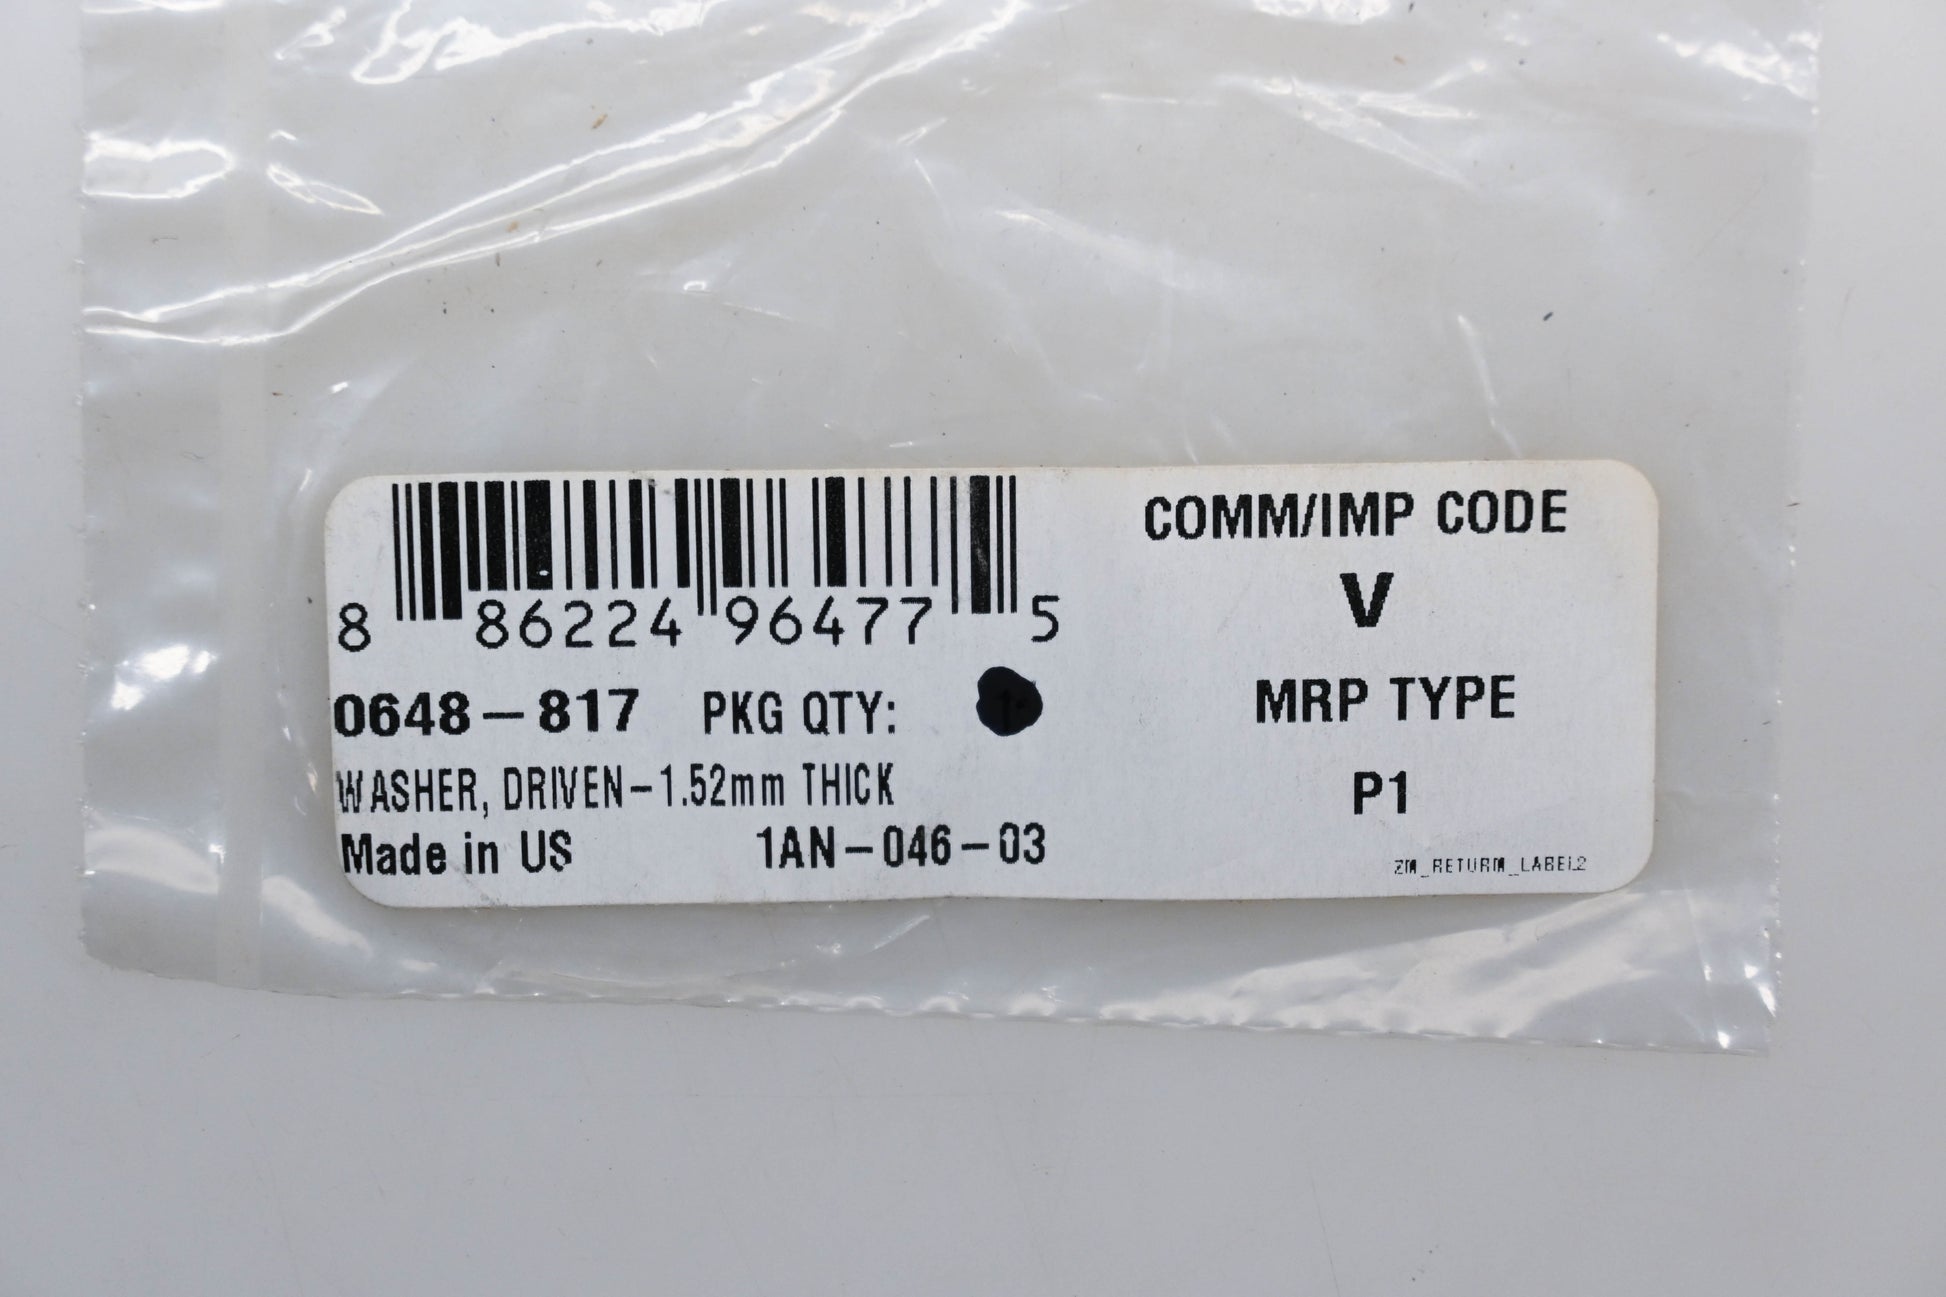 8 86224 96477 5
0648-817 PKG QTY:
WASHER, DRIVEN-1.52mm THICK
Made in US 1AN-046-03
COMM/IMP CODE
V
MRP TYPE
P1
ZM_RETURM_LABEL2